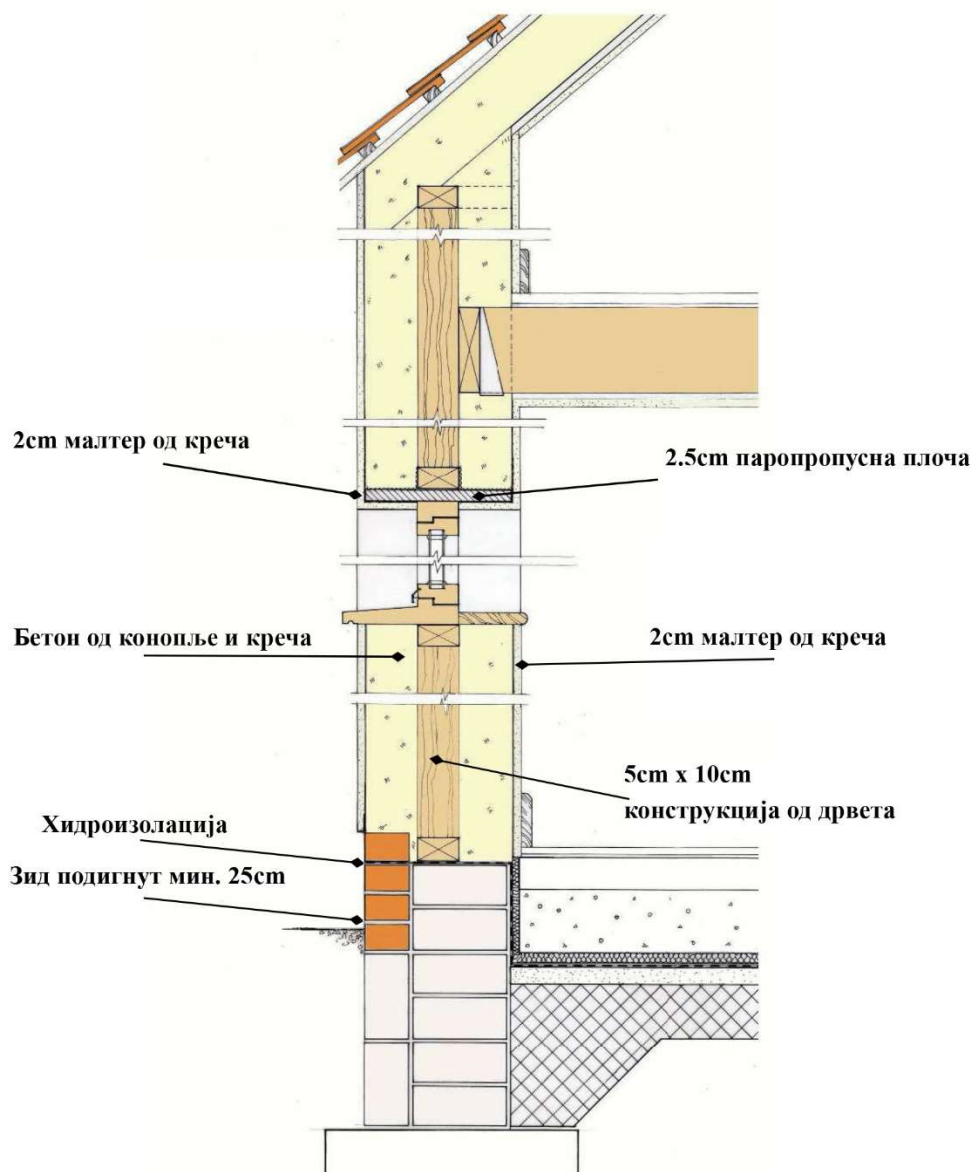 2cm малтер од креча
2.5cm паропропусна плоча
Бетон од конопље и креча
2cm малтер од креча
5cm x 10cm
конструкција од дрвета
Хидроизолација
Зид подигнут мин. 25cm